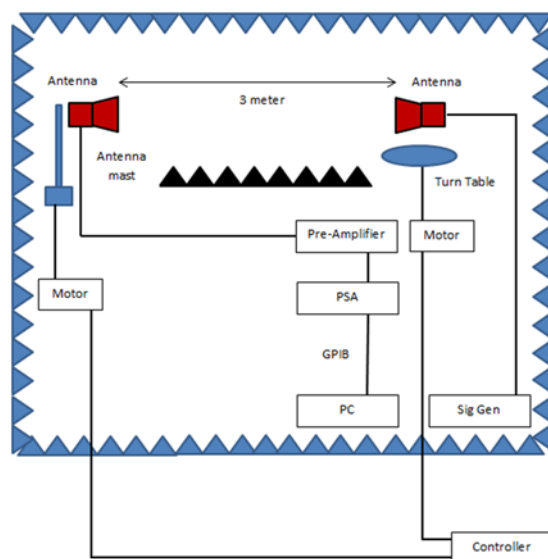 Antenna
Antenna
3 meter
Antenna
mast
Turn Table
Pre-Amplifier
Motor
Motor
PSA
GPIB
PC
Sig Gen
Controller